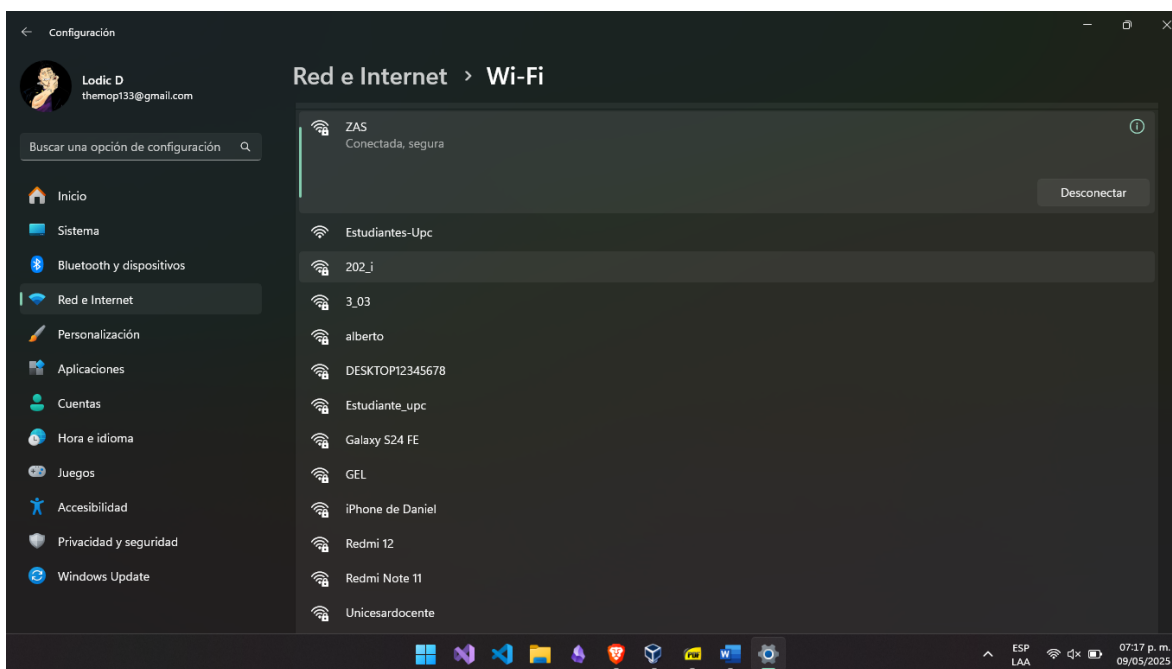 Configuración
Lodic D
themop133@gmail.com
Buscar una opción de configuración
Inicio
Sistema
Bluetooth y dispositivos
Red e Internet
Personalización
Aplicaciones
Cuentas
Hora e idioma
Juegos
Accesibilidad
Privacidad y seguridad
Windows Update
Red e Internet > Wi-Fi
ZAS
Conectada, segura
Desconectar
Estudiantes-Upc
202_i
3_03
alberto
DESKTOP12345678
Estudiante_upc
Galaxy S24 FE
GEL
iPhone de Daniel
Redmi 12
Redmi Note 11
Unicesardocente
ESP
LAA
07:17 p. m.
09/05/2025